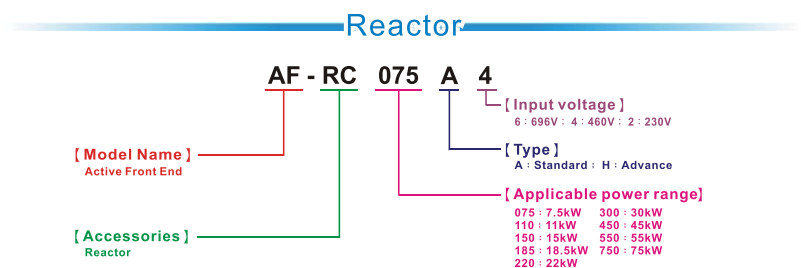 Reactor
AF - RC 075 A 4
【Input voltage】
6：696V； 4：460V； 2：230V
【Model Name】
Active Front End
【Type】
A：Standard； H：Advance
【Applicable power range】
075：7.5kW 300：30kW
110：11kW 450：45kW
150：15kW 550：55kW
185：18.5kW 750：75kW
220：22kW
【Accessories】
Reactor